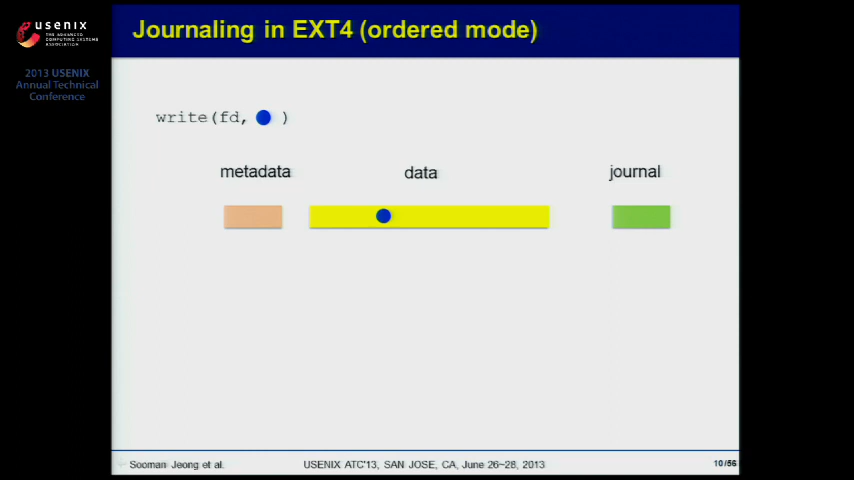 usenix
THE ADVANCED
COMPUTING SYSTEMS
ASSOCIATION
2013 USENIX
Annual Technical
Conference
Journaling in EXT4 (ordered mode)
write(fd, )
metadata data journal
Sooman Jeong et al. USENIX ATC'13, SAN JOSE, CA, June 26~28, 2013 10/56